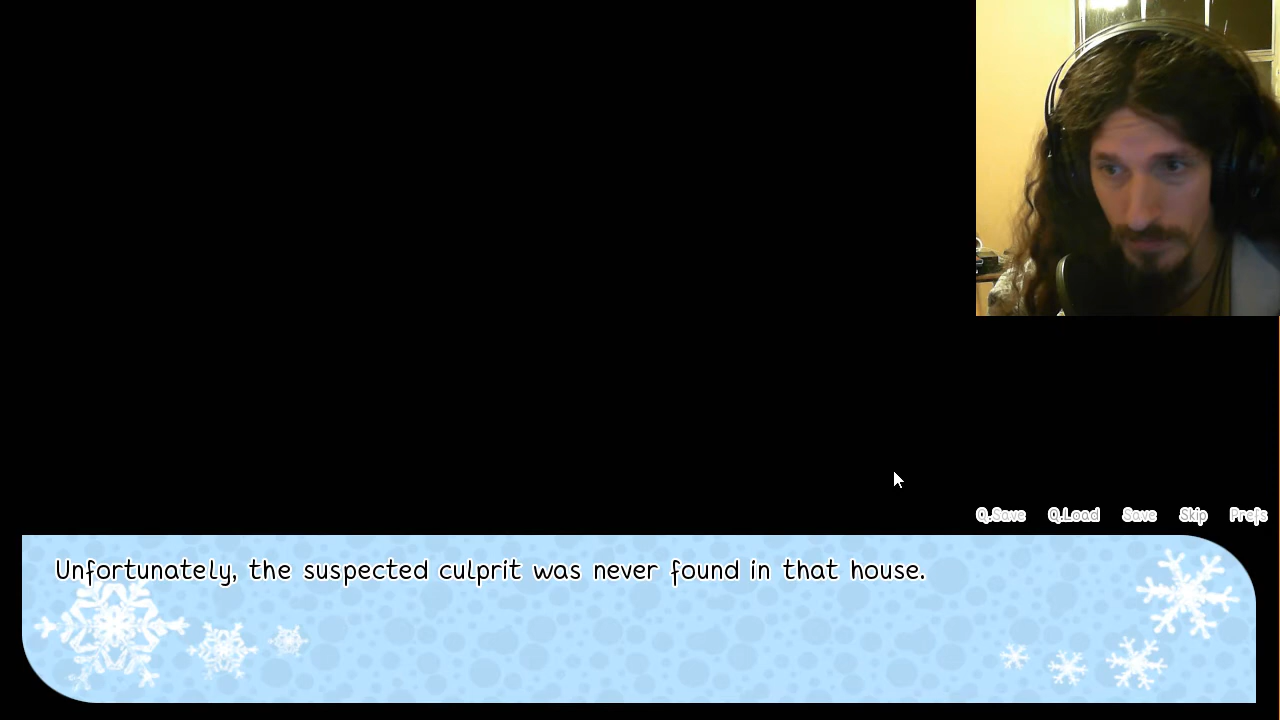 Q.Save Q.Load Save Skip Prefs
Unfortunately, the suspected culprit was never found in that house.